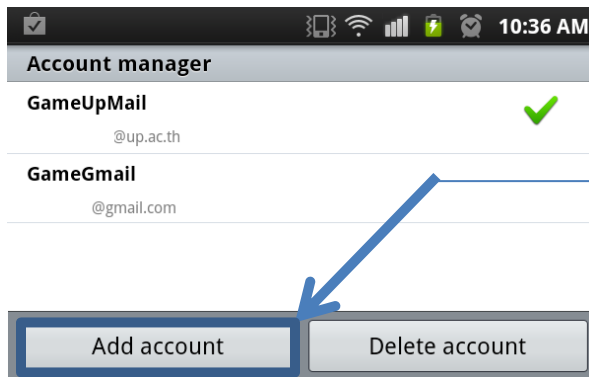 10:36 AM
Account manager
GameUpMail
@up.ac.th
GameGmail
@gmail.com
Add account
Delete account